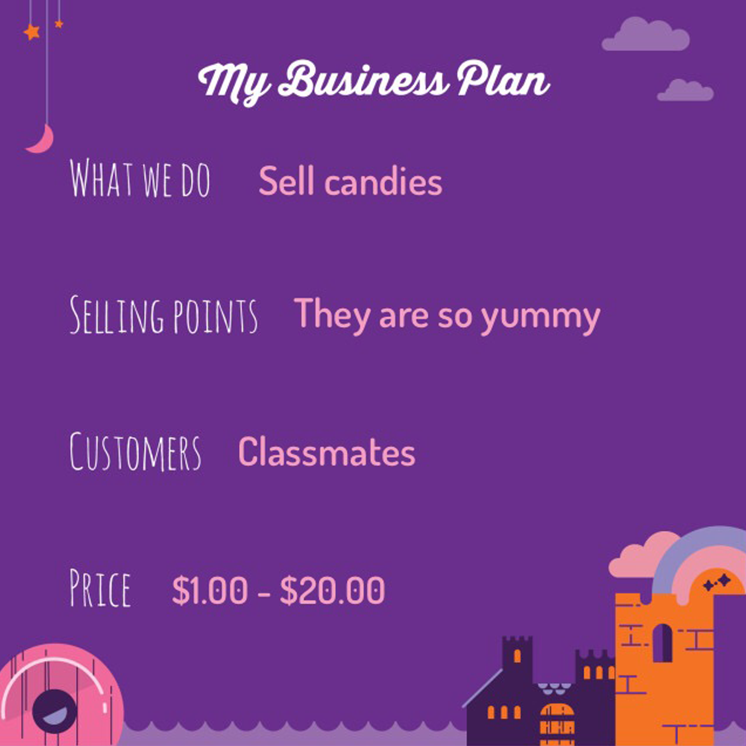 My Business Plan
What we do Sell candies
Selling points They are so yummy
Customers Classmates
Price $1.00 - $20.00